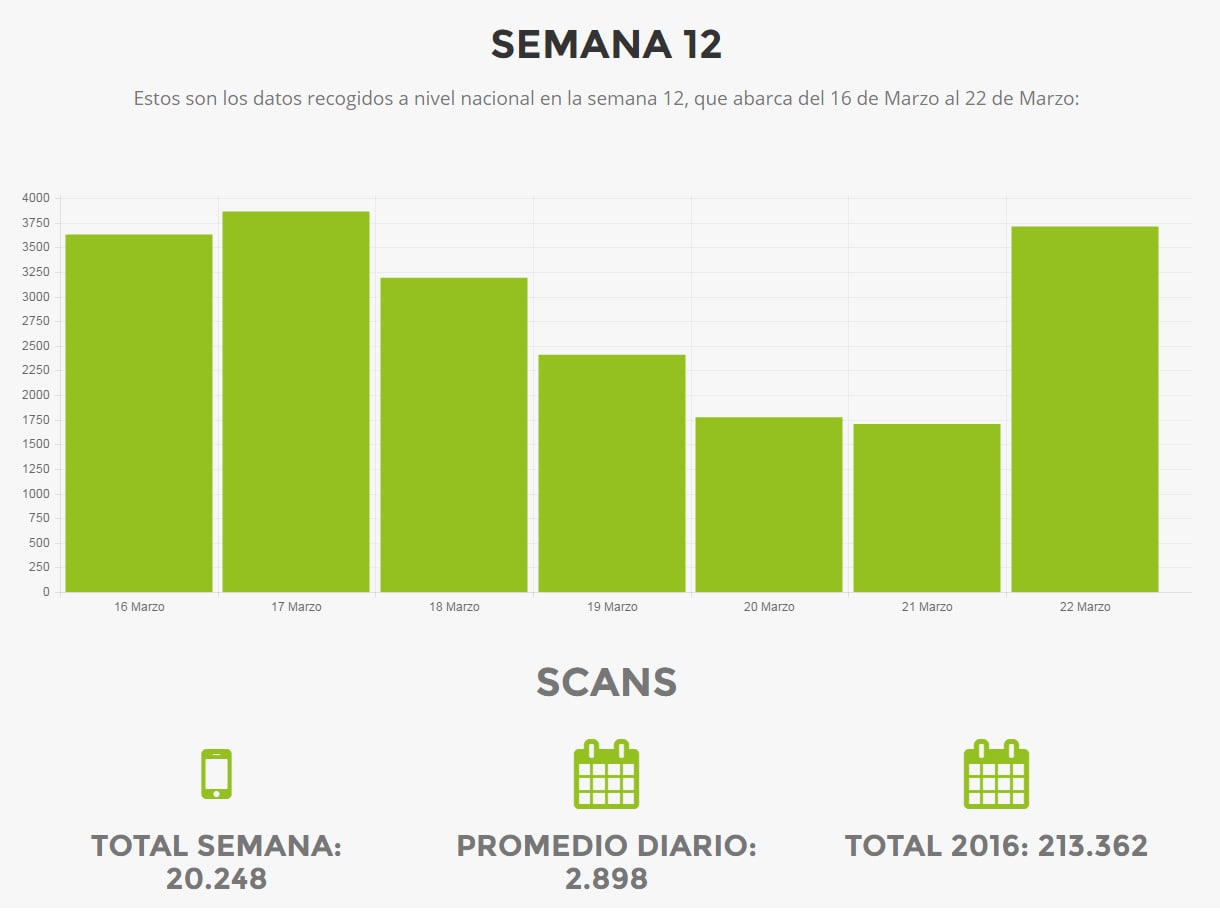 SEMANA 12
Estos son los datos recogidos a nivel nacional en la semana 12, que abarca del 16 de Marzo al 22 de Marzo:
4000
3750
3500
3250
3000
2750
2500
2250
2000
1750
1500
1250
1000
750
500
250
0
16 Marzo 17 Marzo 18 Marzo 19 Marzo 20 Marzo 21 Marzo 22 Marzo
SCANS
TOTAL SEMANA:
20.248
PROMEDIO DIARIO:
2.898
TOTAL 2016: 213.362